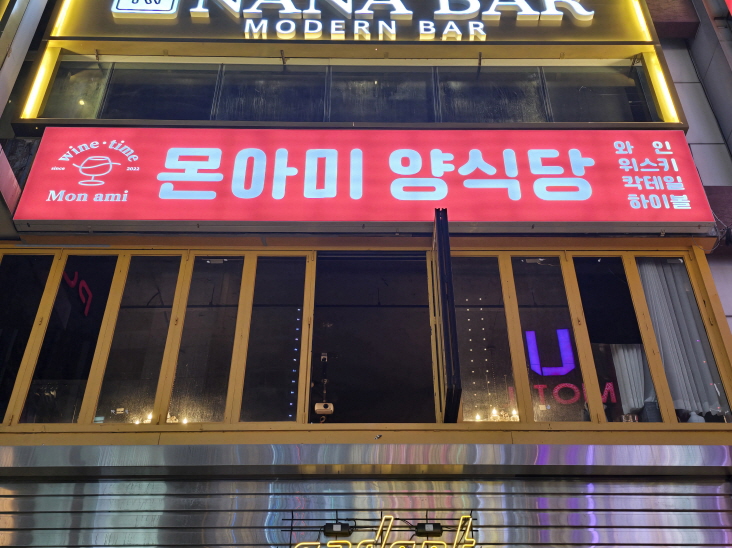 NANA BAR
MODERN BAR
wine·time
since 2022
Mon ami
몬아미 양식당
와 인
위스키
칵테일
하이볼